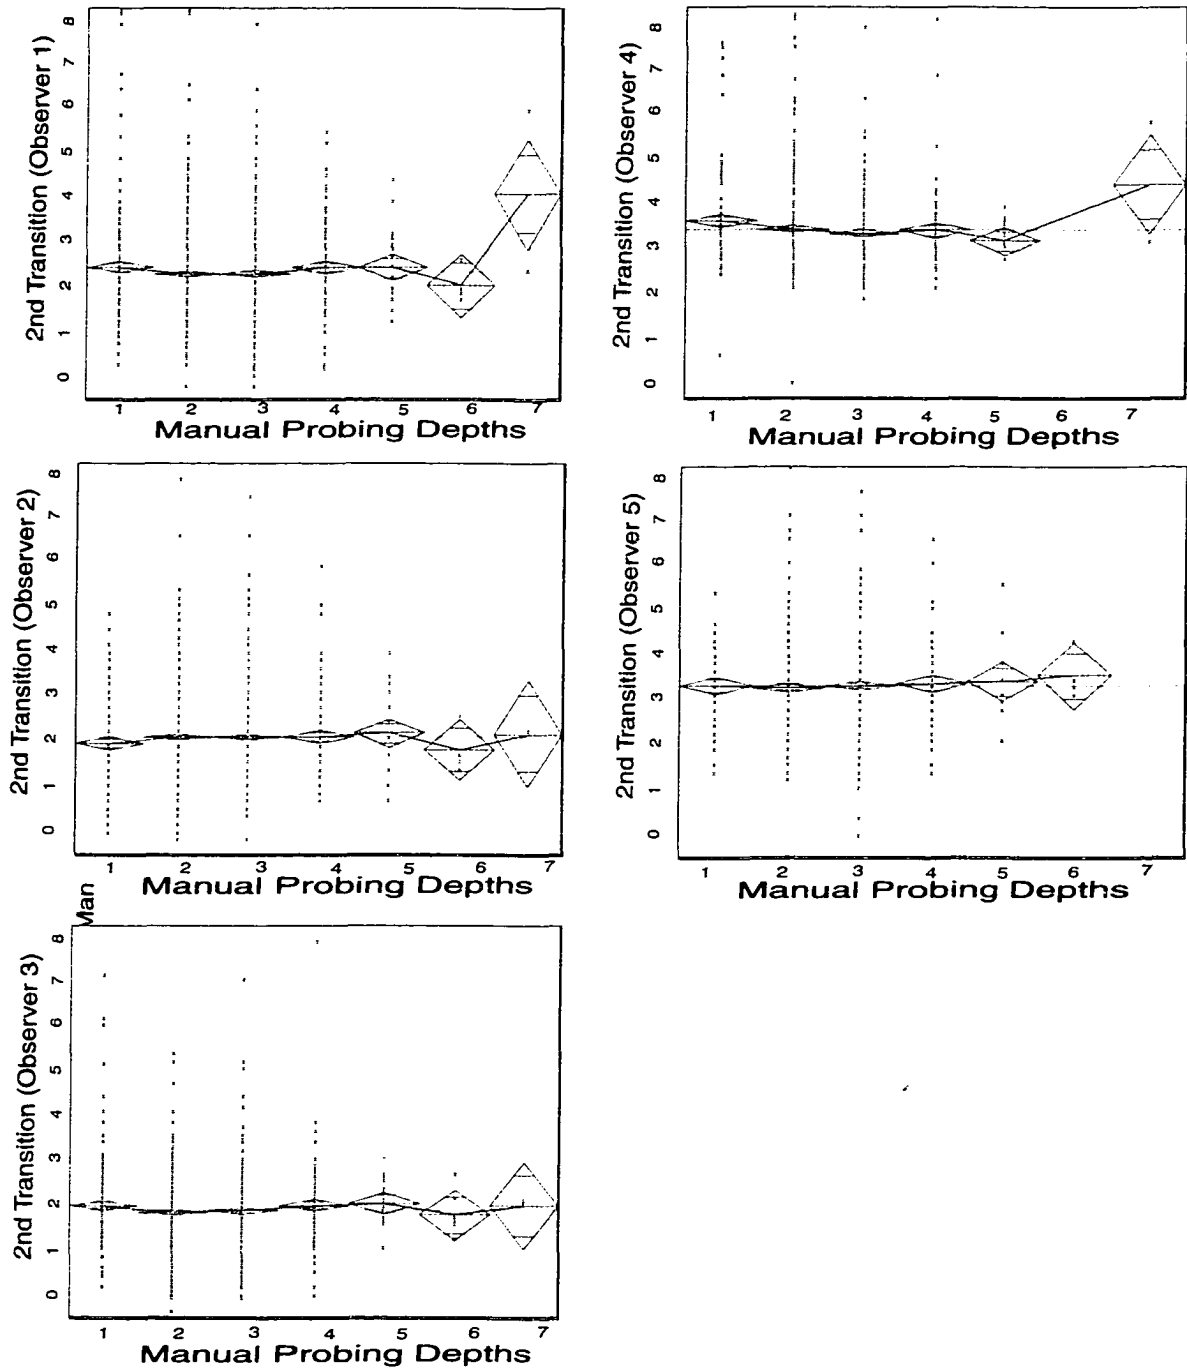 2nd Transition (Observer 1)
8
7
6
5
4
3
2
1
0
1 2 3 4 5 6 7
Manual Probing Depths
2nd Transition (Observer 4)
8
7
6
5
4
3
2
1
0
1 2 3 4 5 6 7
Manual Probing Depths
2nd Transition (Observer 2)
8
7
6
5
4
3
2
1
0
1 2 3 4 5 6 7
Manual Probing Depths
Man
2nd Transition (Observer 5)
8
7
6
5
4
3
2
1
0
1 2 3 4 5 6 7
Manual Probing Depths
2nd Transition (Observer 3)
8
7
6
5
4
3
2
1
0
1 2 3 4 5 6 7
Manual Probing Depths